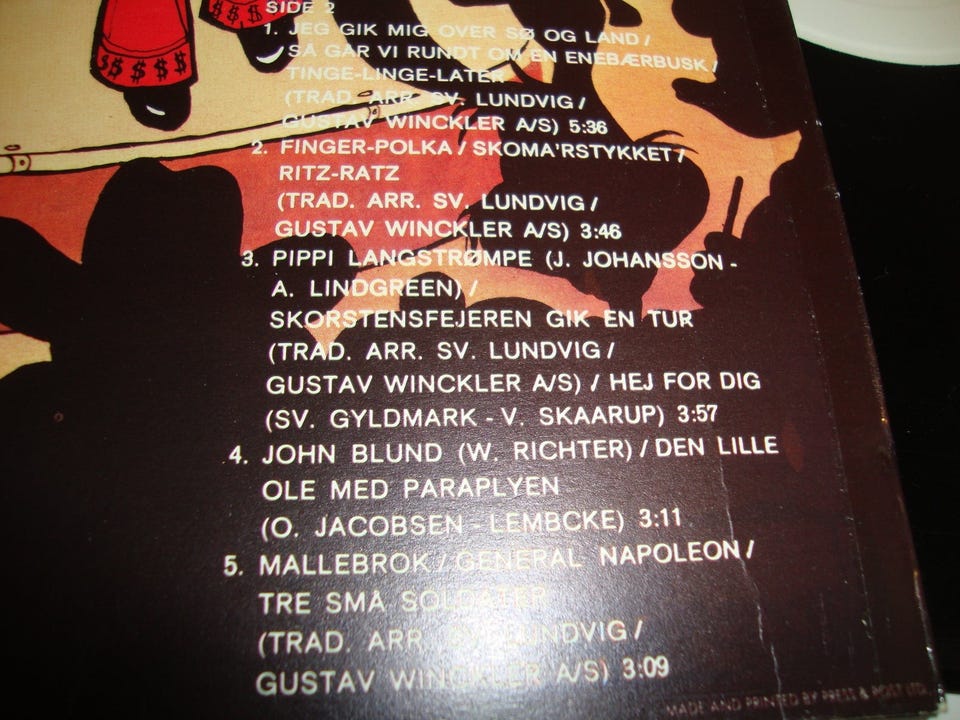 SIDE 2
1. JEG GIK MIG OVER SØ OG LAND /
SÅ GÅR VI RUNDT OM EN ENEBÆRBUSK /
TINGE-LINGE-LATER
(TRAD. ARR. SV. LUNDVIG /
GUSTAV WINCKLER A/S) 5:36
2. FINGER-POLKA / SKOMA'RSTYKKET /
RITZ-RATZ
(TRAD. ARR. SV. LUNDVIG /
GUSTAV WINCKLER A/S) 3:46
3. PIPPI LANGSTRØMPE (J. JOHANSSON -
A. LINDGREEN) /
SKORSTENSFEJEREN GIK EN TUR
(TRAD. ARR. SV. LUNDVIG /
GUSTAV WINCKLER A/S) / HEJ FOR DIG
(SV. GYLDMARK - V. SKAARUP) 3:57
4. JOHN BLUND (W. RICHTER) / DEN LILLE
OLE MED PARAPLYEN
(O. JACOBSEN - LEMBCKE) 3:11
5. MALLEBROK / GENERAL NAPOLEON /
TRE SMÅ SOLDATER
(TRAD. ARR. SV. LUNDVIG /
GUSTAV WINCKLER A/S) 3:09
MADE AND PRINTED BY PRESS & POST LTD.
$ $ $ $ $